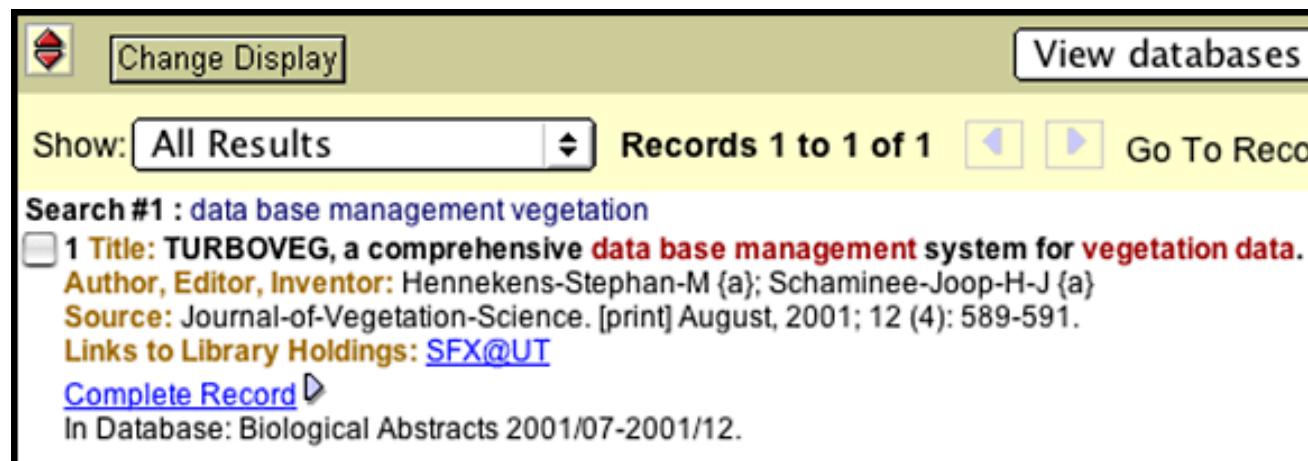 Change Display View databases
Show: All Results Records 1 to 1 of 1 Go To Reco
Search #1 : data base management vegetation
1 Title: TURBOVEG, a comprehensive data base management system for vegetation data.
Author, Editor, Inventor: Hennekens-Stephan-M {a}; Schaminee-Joop-H-J {a}
Source: Journal-of-Vegetation-Science. [print] August, 2001; 12 (4): 589-591.
Links to Library Holdings: SFX@UT
Complete Record
In Database: Biological Abstracts 2001/07-2001/12.